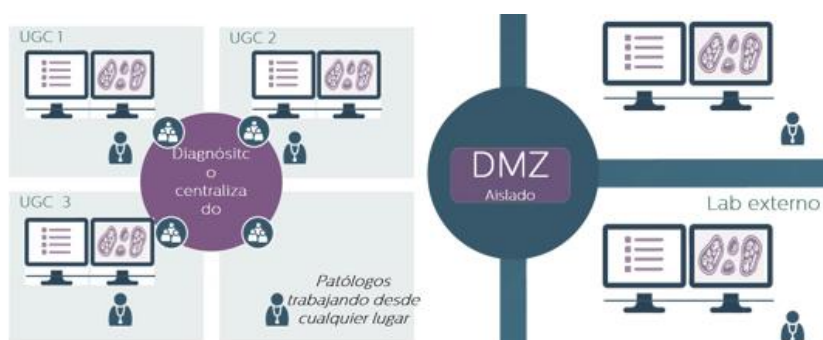 UGC 1
UGC 2
Diagnósitc
o
centraliza
do
UGC 3
Patólogos
trabajando desde
cualquier lugar
DMZ
Aislado
Lab externo